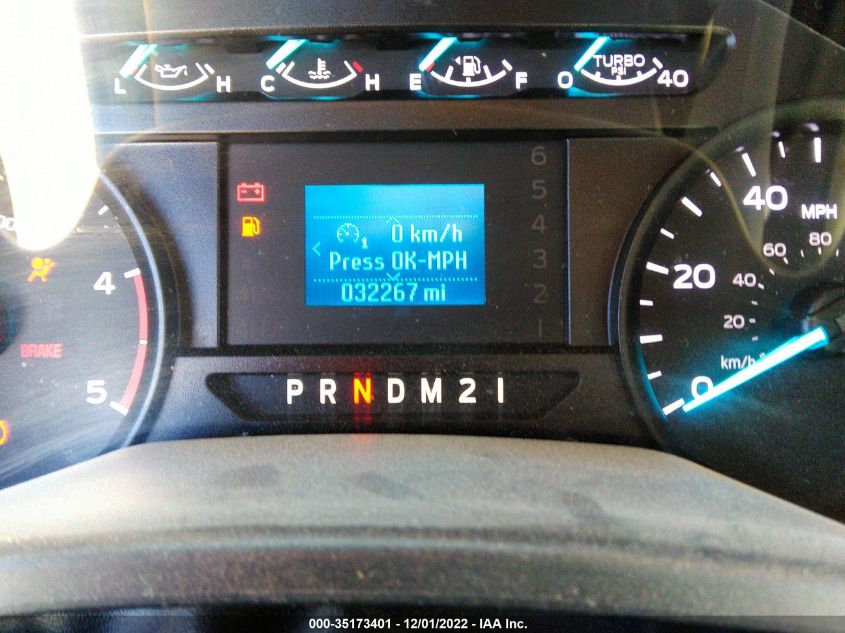 L H C H E F 0 TURBO PSI 40
6
5
4
3
2
1
0 km/h
1
Press OK-MPH
032267 mi
4
5
BRAKE
P R N D M 2 1
40
MPH
60 80
20
40
20
km/h
0
000-35173401 - 12/01/2022 - IAA Inc.